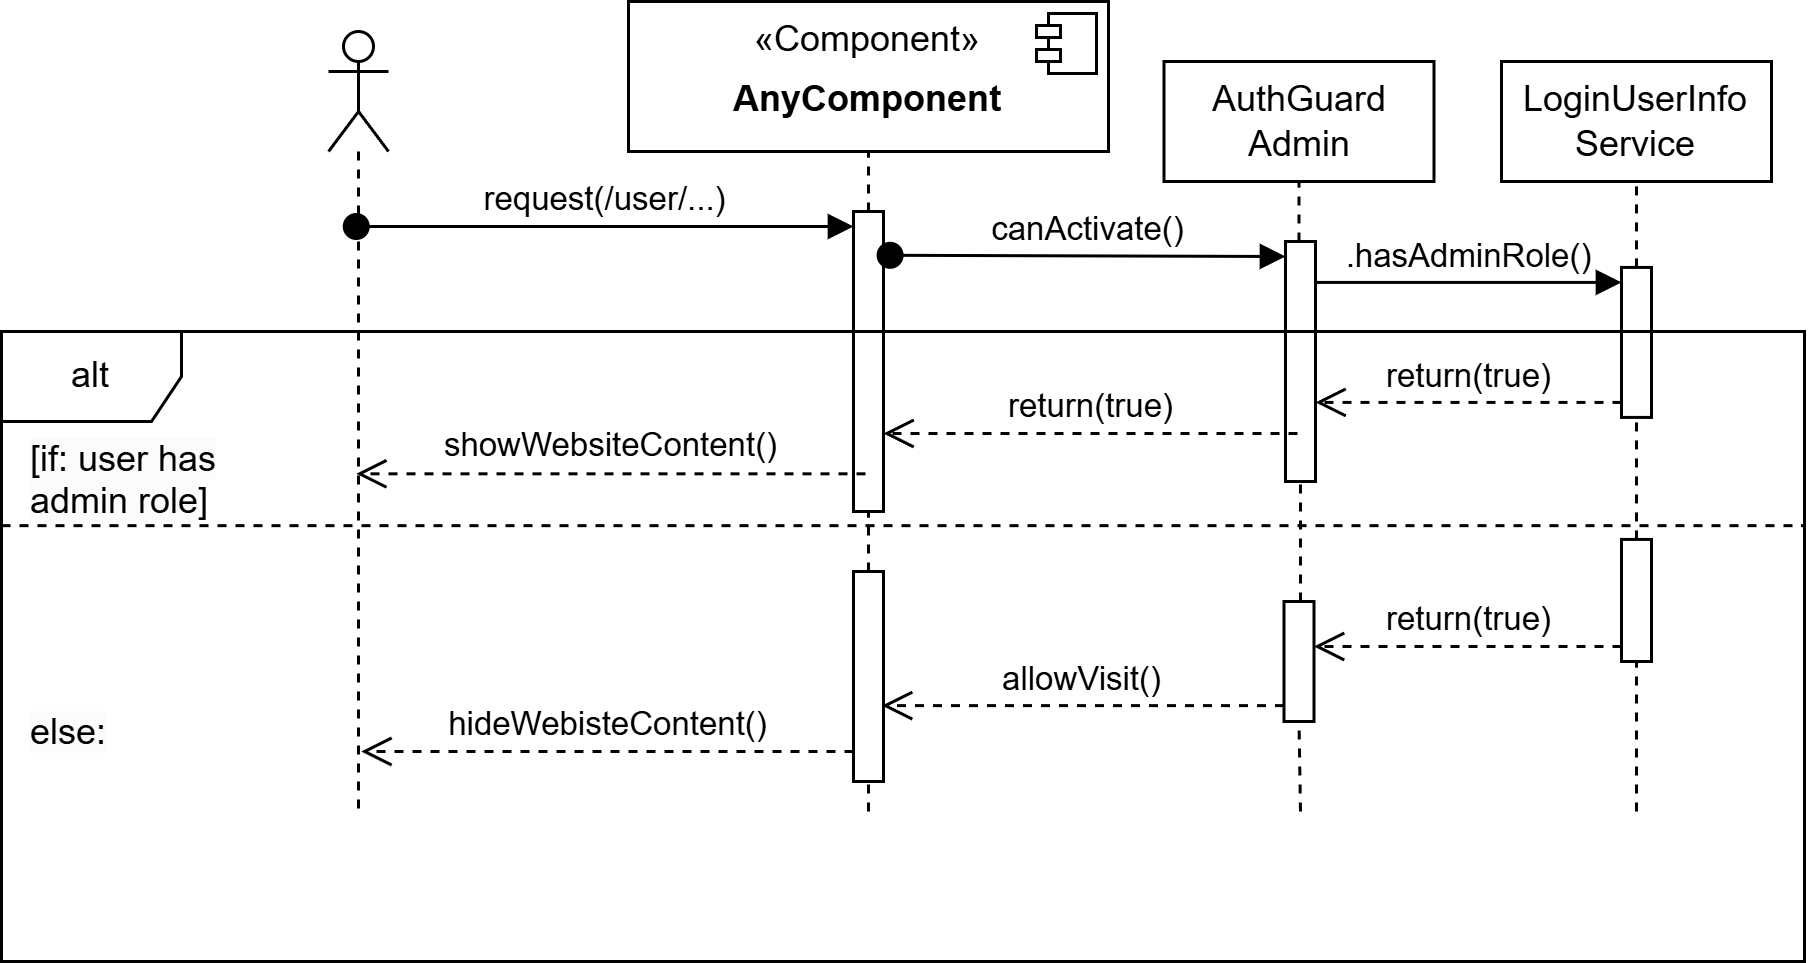 «Component»
AnyComponent
AuthGuard
Admin
LoginUserInfo
Service
request(/user/...)
canActivate()
.hasAdminRole()
alt
return(true)
return(true)
showWebsiteContent()
[if: user has
admin role]
return(true)
allowVisit()
hideWebisteContent()
else: